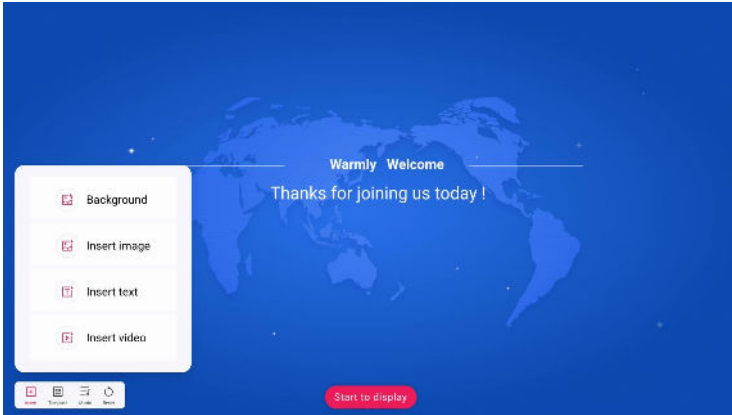 Warmly Welcome
Thanks for joining us today !
Background
Insert image
Insert text
Insert video
Start to display